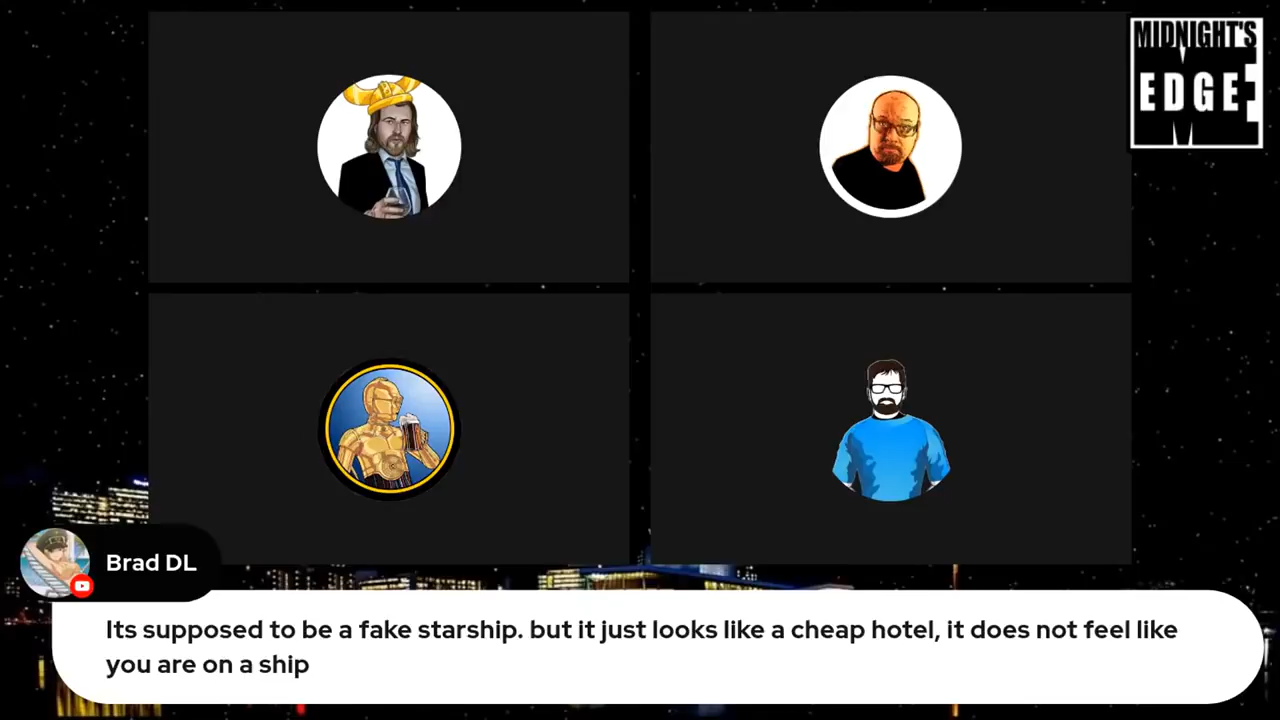 MIDNIGHT'S
EDGE
Brad DL
Its supposed to be a fake starship. but it just looks like a cheap hotel, it does not feel like
you are on a ship